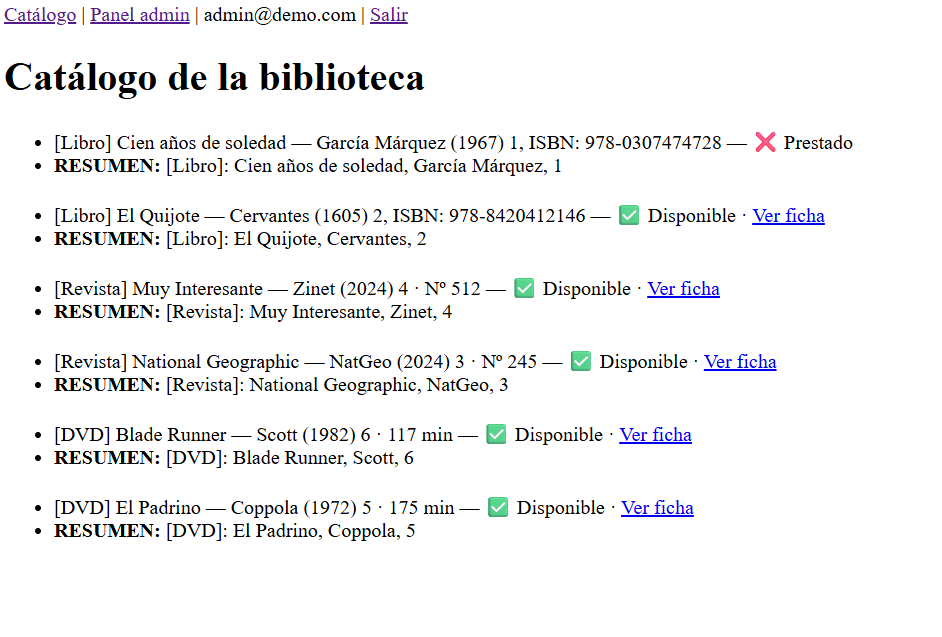 Catálogo | Panel admin | admin@demo.com | Salir
Catálogo de la biblioteca
[Libro] Cien años de soledad — García Márquez (1967) 1, ISBN: 978-0307474728 — ❌ Prestado
RESUMEN: [Libro]: Cien años de soledad, García Márquez, 1
[Libro] El Quijote — Cervantes (1605) 2, ISBN: 978-8420412146 — ✅ Disponible · Ver ficha
RESUMEN: [Libro]: El Quijote, Cervantes, 2
[Revista] Muy Interesante — Zinet (2024) 4 · Nº 512 — ✅ Disponible · Ver ficha
RESUMEN: [Revista]: Muy Interesante, Zinet, 4
[Revista] National Geographic — NatGeo (2024) 3 · Nº 245 — ✅ Disponible · Ver ficha
RESUMEN: [Revista]: National Geographic, NatGeo, 3
[DVD] Blade Runner — Scott (1982) 6 · 117 min — ✅ Disponible · Ver ficha
RESUMEN: [DVD]: Blade Runner, Scott, 6
[DVD] El Padrino — Coppola (1972) 5 · 175 min — ✅ Disponible · Ver ficha
RESUMEN: [DVD]: El Padrino, Coppola, 5